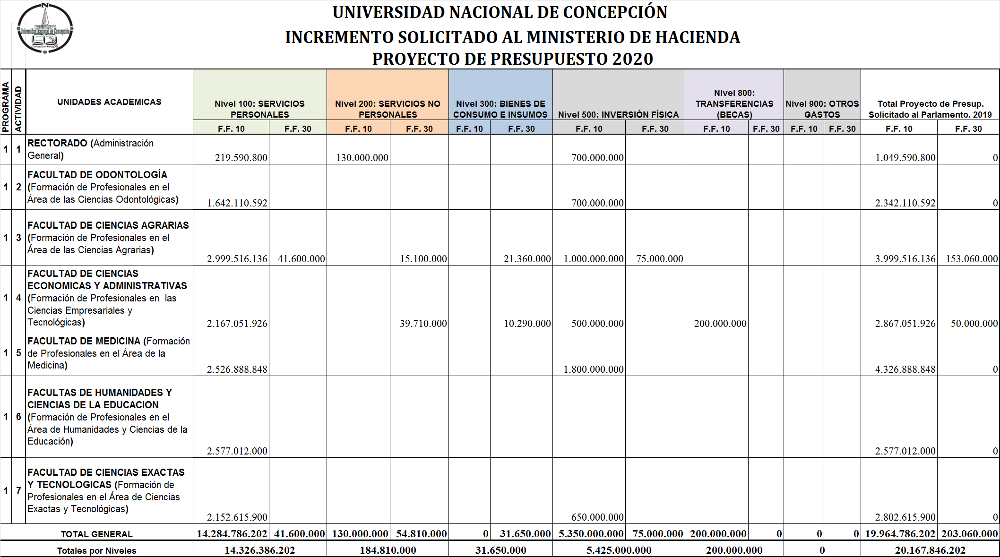 Universidad Nacional de Concepción
Concepción-Paraguay
UNIVERSIDAD NACIONAL DE CONCEPCIÓN
INCREMENTO SOLICITADO AL MINISTERIO DE HACIENDA
PROYECTO DE PRESUPUESTO 2020
PROGRAMA
ACTIVIDAD
UNIDADES ACADEMICAS
Nivel 100: SERVICIOS
PERSONALES
Nivel 200: SERVICIOS NO
PERSONALES
Nivel 300: BIENES DE
CONSUMO E INSUMOS
Nivel 500: INVERSIÓN FÍSICA
Nivel 800:
TRANSFERENCIAS
(BECAS)
Nivel 900: OTROS
GASTOS
Total Proyecto de Presup.
Solicitado al Parlamento. 2019
F.F. 10 F.F. 30 F.F. 10 F.F. 30 F.F. 10 F.F. 30 F.F. 10 F.F. 30 F.F. 10 F.F. 30 F.F. 10 F.F. 30 F.F. 10 F.F. 30
1 1 RECTORADO (Administración
General)
219.590.800 130.000.000 700.000.000 1.049.590.800 0
1 2 FACULTAD DE ODONTOLOGÍA
(Formación de Profesionales en el
Área de las Ciencias Odontológicas)
1.642.110.592 700.000.000 2.342.110.592 0
1 3 FACULTAD DE CIENCIAS AGRARIAS
(Formación de Profesionales en el
Área de las Ciencias Agrarias)
2.999.516.136 41.600.000 15.100.000 21.360.000 1.000.000.000 75.000.000 3.999.516.136 153.060.000
1 4 FACULTAD DE CIENCIAS
ECONOMICAS Y ADMINISTRATIVAS
(Formación de Profesionales en las
Ciencias Empresariales y
Tecnológicas)
2.167.051.926 39.710.000 10.290.000 500.000.000 200.000.000 2.867.051.926 50.000.000
1 5 FACULTAD DE MEDICINA (Formación
de Profesionales en el Área de la
Medicina)
2.526.888.848 1.800.000.000 4.326.888.848 0
1 6 FACULTAS DE HUMANIDADES Y
CIENCIAS DE LA EDUCACION
(Formación de Profesionales en el
Área de Humanidades y Ciencias de la
Educación)
2.577.012.000 2.577.012.000 0
1 7 FACULTAD DE CIENCIAS EXACTAS
Y TECNOLOGICAS (Formación de
Profesionales en el Área de Ciencias
Exactas y Tecnológicas)
2.152.615.900 650.000.000 2.802.615.900 0
TOTAL GENERAL 14.284.786.202 41.600.000 130.000.000 54.810.000 0 31.650.000 5.350.000.000 75.000.000 200.000.000 0 0 0 19.964.786.202 203.060.000
Totales por Niveles 14.326.386.202 184.810.000 31.650.000 5.425.000.000 200.000.000 0 20.167.846.202